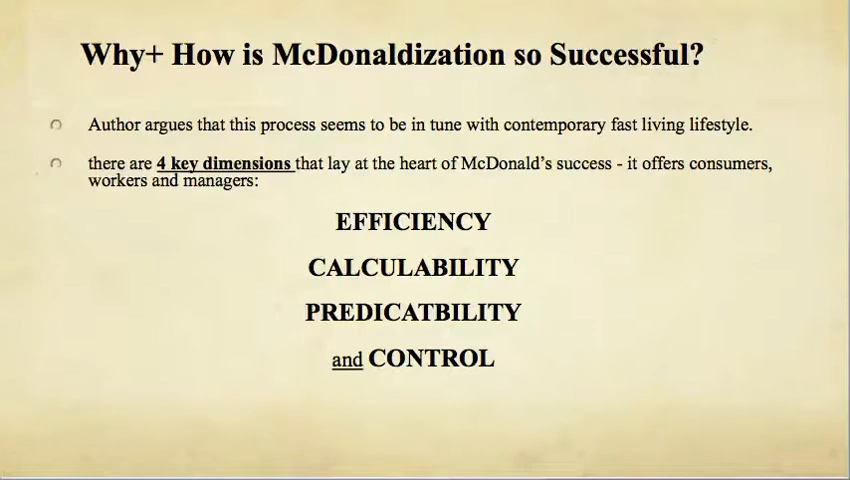 Why+ How is McDonaldization so Successful?
Author argues that this process seems to be in tune with contemporary fast living lifestyle.
there are 4 key dimensions that lay at the heart of McDonald's success - it offers consumers,
workers and managers:
EFFICIENCY
CALCULABILITY
PREDICATBILITY
and CONTROL